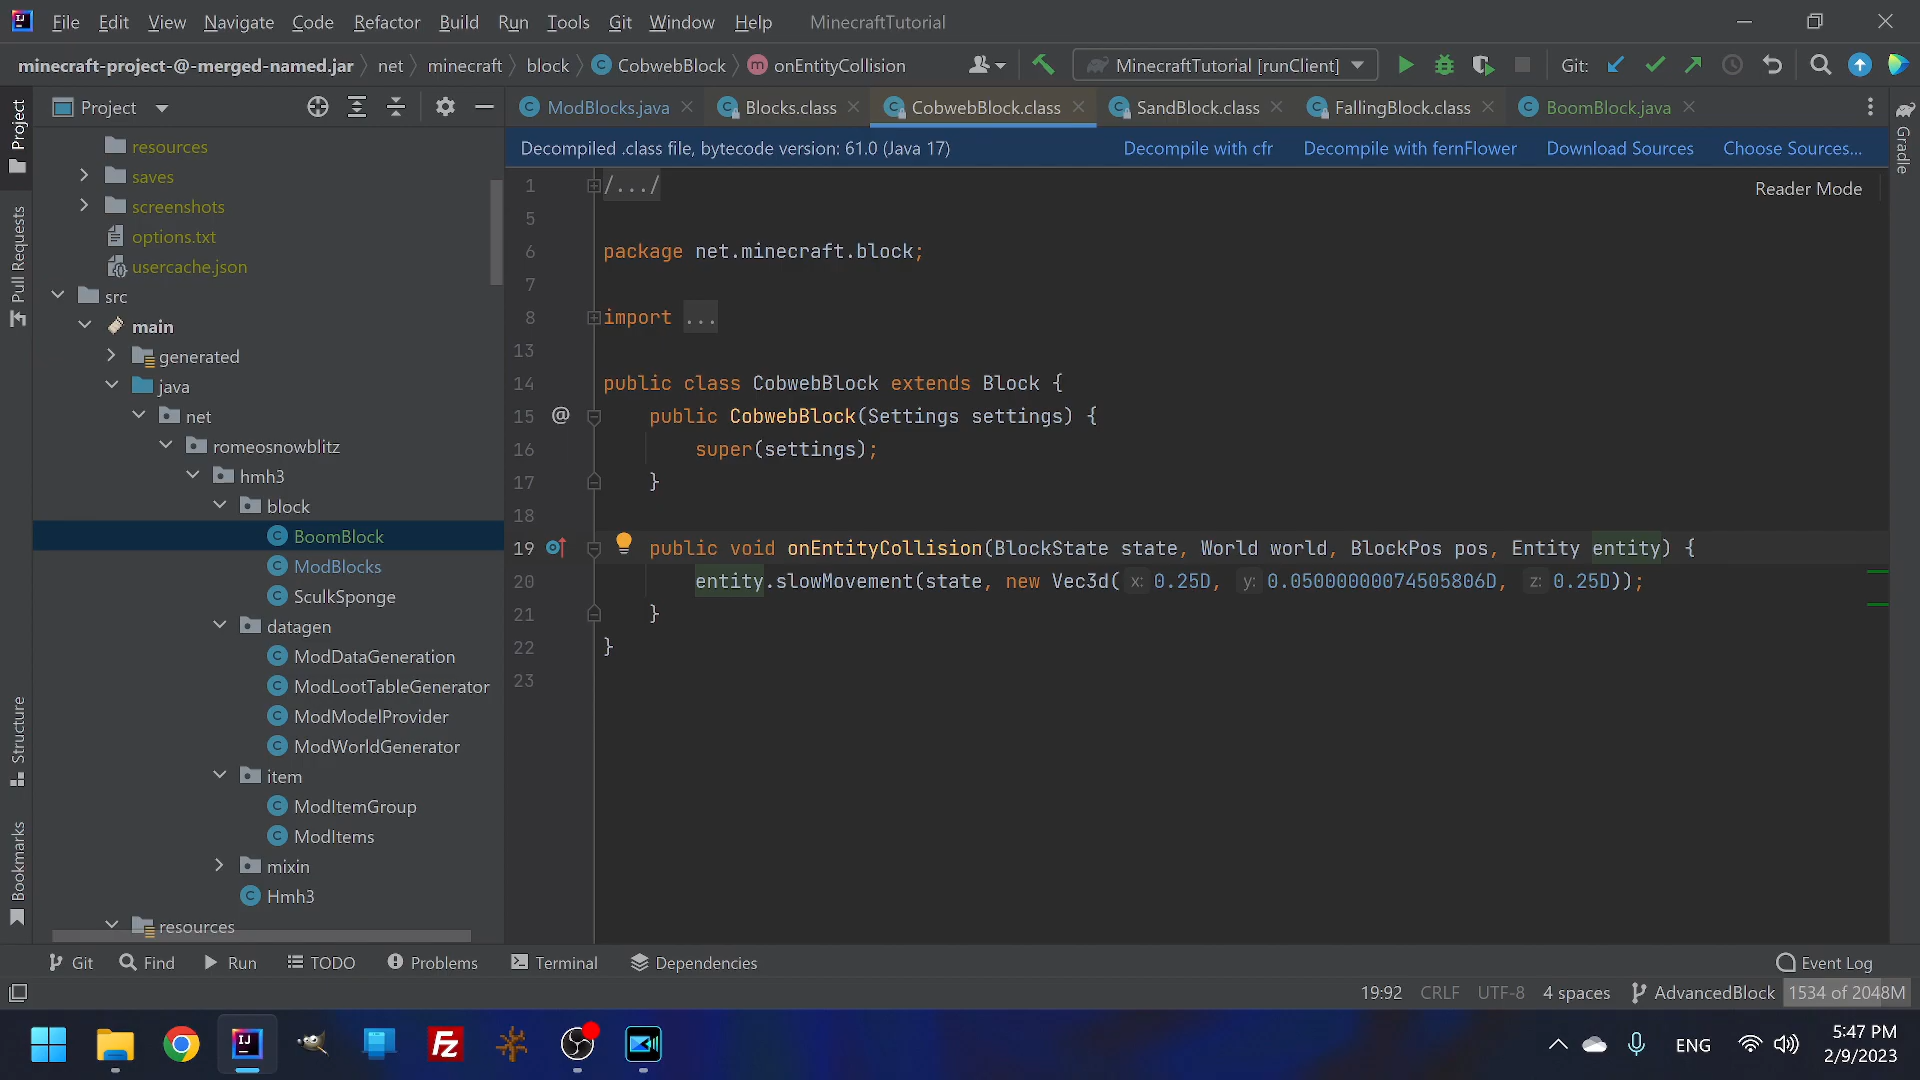 File Edit View Navigate Code Refactor Build Run Tools Git Window Help MinecraftTutorial
minecraft-project-@-merged-named.jar net minecraft block CobwebBlock onEntityCollision MinecraftTutorial [runClient] Git:
Project ModBlocks.java Blocks.class CobwebBlock.class SandBlock.class FallingBlock.class BoomBlock.java
Decompiled .class file, bytecode version: 61.0 (Java 17) Decompile with cfr Decompile with fernFlower Download Sources Choose Sources...
Reader Mode
Project
Pull Requests
Structure
Bookmarks
Gradle
resources
saves
screenshots
options.txt
usercache.json
src
main
generated
java
net
romeosnowblitz
hmh3
block
BoomBlock
ModBlocks
SculkSponge
datagen
ModDataGeneration
ModLootTableGenerator
ModModelProvider
ModWorldGenerator
item
ModItemGroup
ModItems
mixin
Hmh3
resources
1 /.../
5
6 package net.minecraft.block;
7
8 import ...
13
14 public class CobwebBlock extends Block {
15 @ public CobwebBlock(Settings settings) {
16 super(settings);
17 }
18
19 public void onEntityCollision(BlockState state, World world, BlockPos pos, Entity entity) {
20 entity.slowMovement(state, new Vec3d( x: 0.25D, y: 0.05000000074505806D, z: 0.25D));
21 }
22 }
23
Git Find Run TODO Problems Terminal Dependencies Event Log
19:92 CRLF UTF-8 4 spaces AdvancedBlock 1534 of 2048M
ENG 5:47 PM
2/9/2023